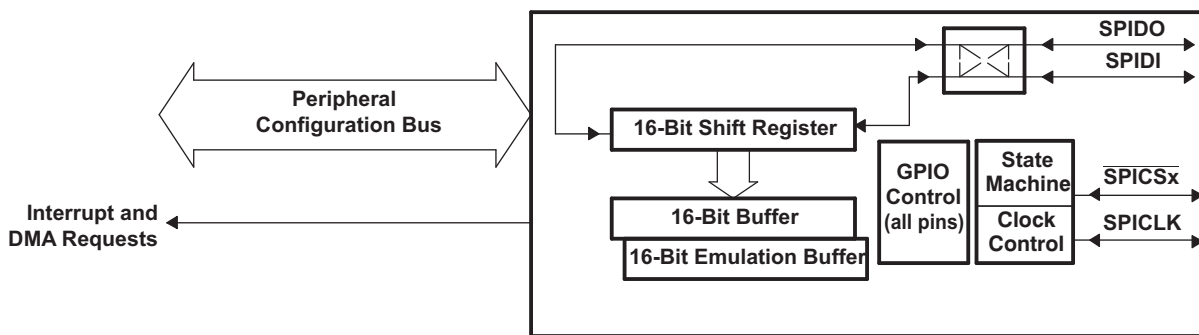 SPIDO
SPIDI
Peripheral
Configuration Bus
16-Bit Shift Register
GPIO
Control
(all pins)
State
Machine
SPICSx
Interrupt and
DMA Requests
16-Bit Buffer
Clock
Control
SPICLK
16-Bit Emulation Buffer